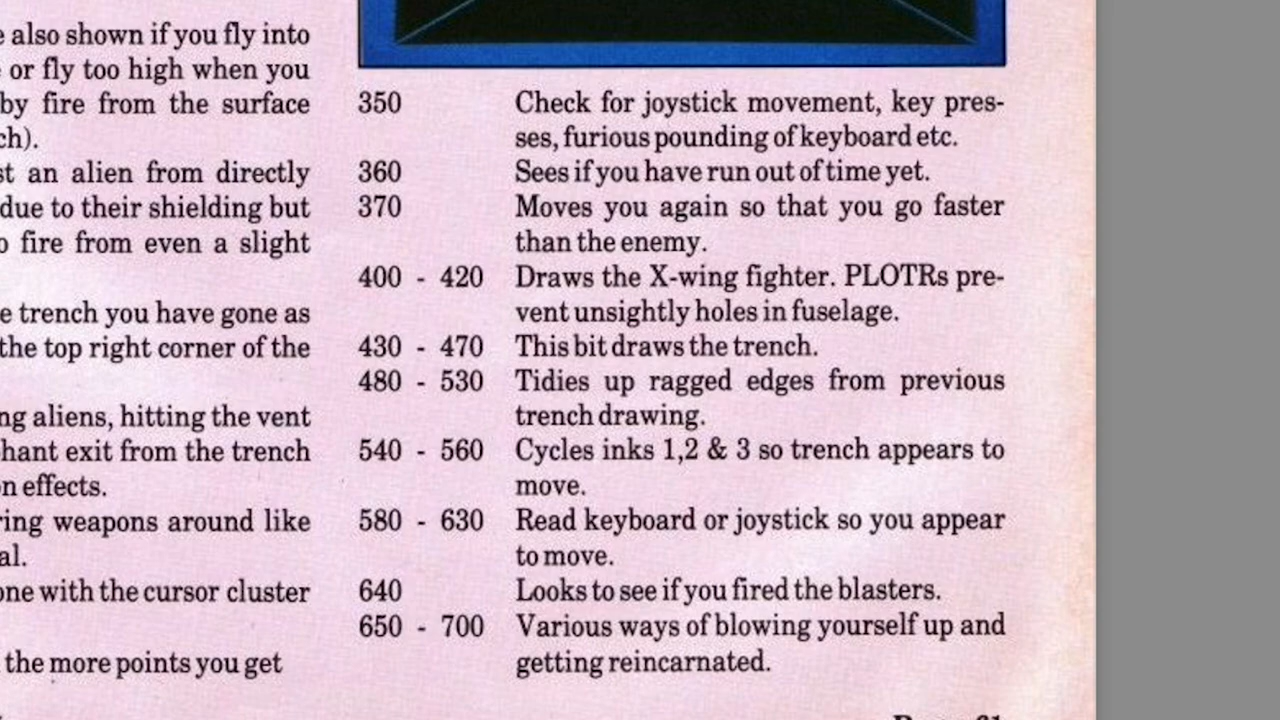 also shown if you fly into
or fly too high when you
by fire from the surface
an alien from directly
due to their shielding but
fire from even a slight
trench you have gone as
the top right corner of the
aliens, hitting the vent
exit from the trench
effects.
weapons around like
with the cursor cluster
the more points you get
350 Check for joystick movement, key pres-
ses, furious pounding of keyboard etc.
360 Sees if you have run out of time yet.
370 Moves you again so that you go faster
than the enemy.
400 - 420 Draws the X-wing fighter. PLOTRs pre-
vent unsightly holes in fuselage.
430 - 470 This bit draws the trench.
480 - 530 Tidies up ragged edges from previous
trench drawing.
540 - 560 Cycles inks 1,2 & 3 so trench appears to
move.
580 - 630 Read keyboard or joystick so you appear
to move.
640 Looks to see if you fired the blasters.
650 - 700 Various ways of blowing yourself up and
getting reincarnated.